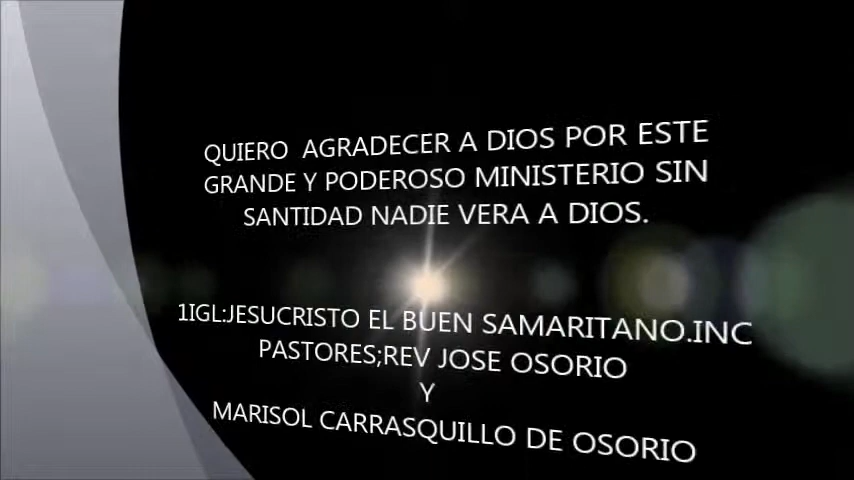 QUIERO  AGRADECER A DIOS POR ESTE
GRANDE Y PODEROSO MINISTERIO SIN
SANTIDAD NADIE VERA A DIOS.
1IGL:JESUCRISTO EL BUEN SAMARITANO.INC
PASTORES;REV JOSE OSORIO
Y
MARISOL CARRASQUILLO DE OSORIO